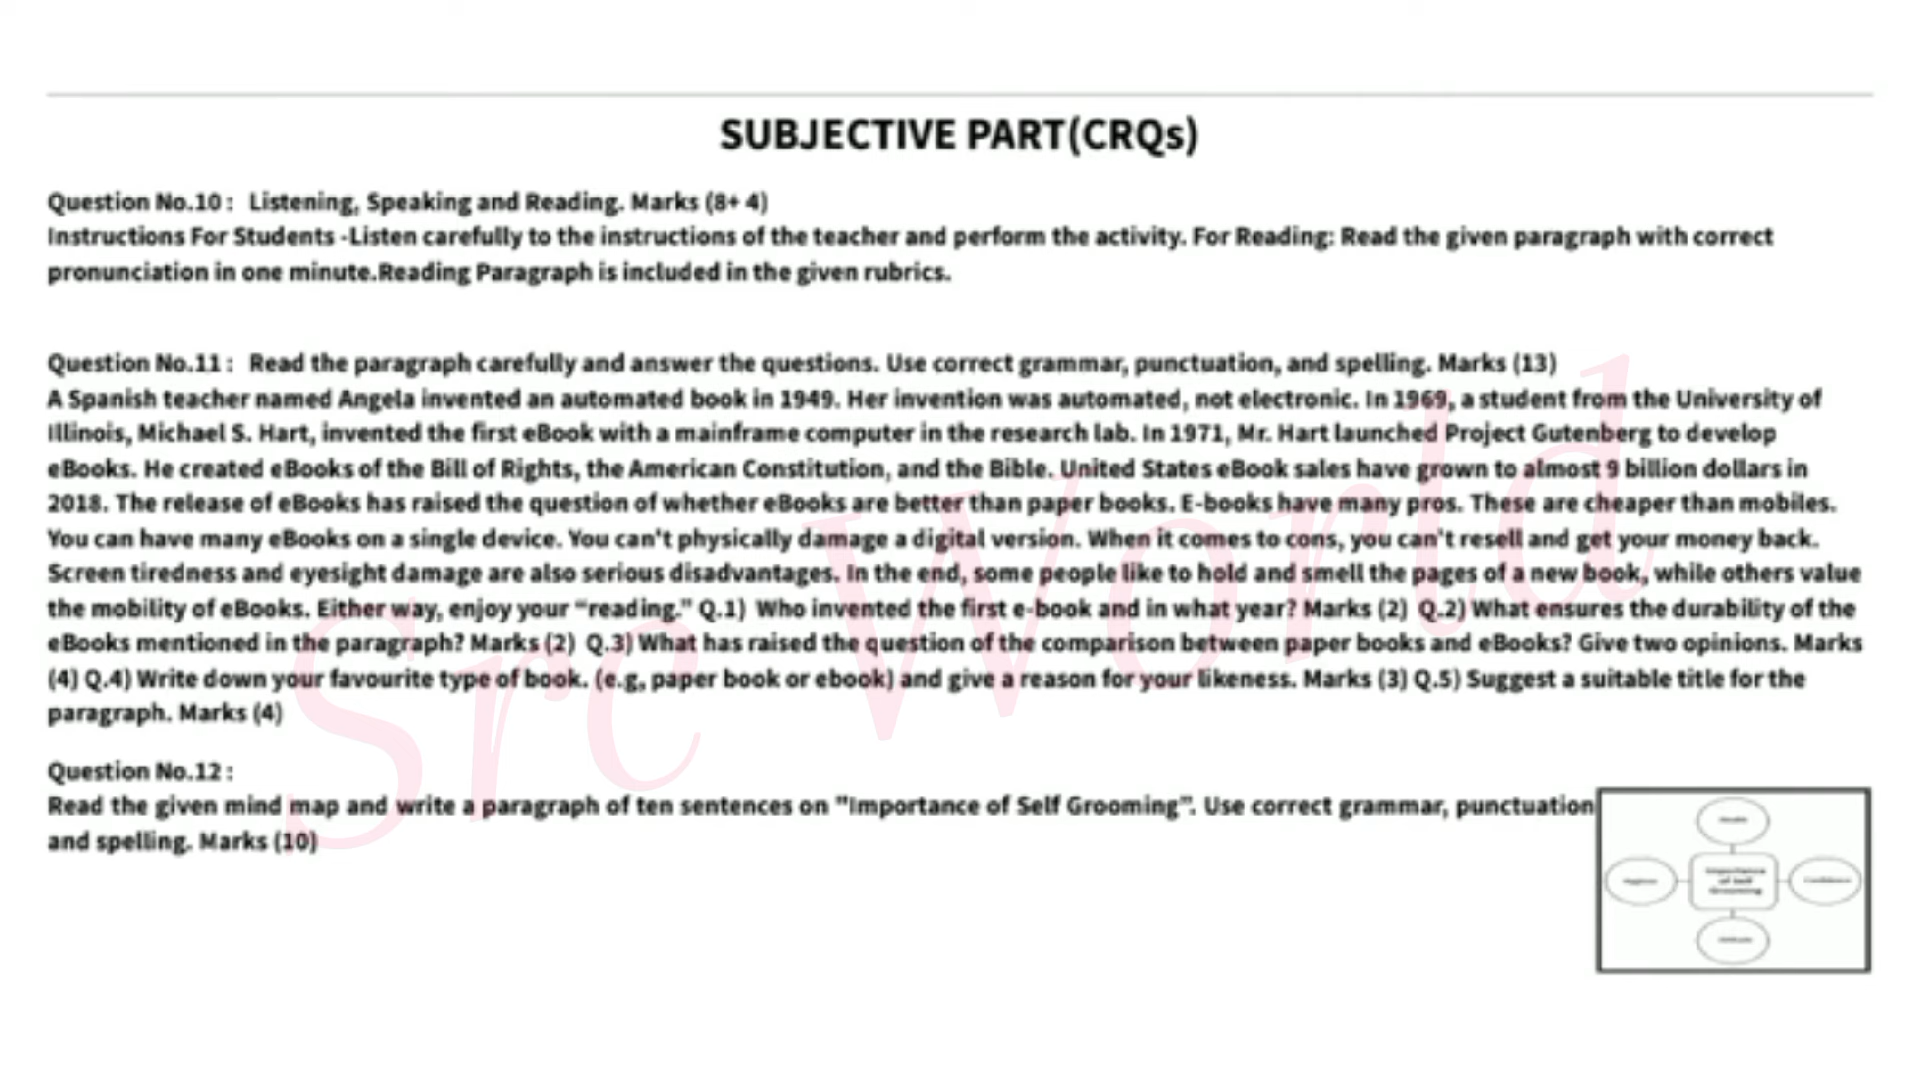 SUBJECTIVE PART(CRQs)
Question No.10 : Listening, Speaking and Reading. Marks (8+ 4)
Instructions For Students -Listen carefully to the instructions of the teacher and perform the activity. For Reading: Read the given paragraph with correct
pronunciation in one minute.Reading Paragraph is included in the given rubrics.
Question No.11 : Read the paragraph carefully and answer the questions. Use correct grammar, punctuation, and spelling. Marks (13)
A Spanish teacher named Angela invented an automated book in 1949. Her invention was automated, not electronic. In 1969, a student from the University of
Illinois, Michael S. Hart, invented the first eBook with a mainframe computer in the research lab. In 1971, Mr. Hart launched Project Gutenberg to develop
eBooks. He created eBooks of the Bill of Rights, the American Constitution, and the Bible. United States eBook sales have grown to almost 9 billion dollars in
2018. The release of eBooks has raised the question of whether eBooks are better than paper books. E-books have many pros. These are cheaper than mobiles.
You can have many eBooks on a single device. You can't physically damage a digital version. When it comes to cons, you can't resell and get your money back.
Screen tiredness and eyesight damage are also serious disadvantages. In the end, some people like to hold and smell the pages of a new book, while others value
the mobility of eBooks. Either way, enjoy your “reading.” Q.1) Who invented the first e-book and in what year? Marks (2) Q.2) What ensures the durability of the
eBooks mentioned in the paragraph? Marks (2) Q.3) What has raised the question of the comparison between paper books and eBooks? Give two opinions. Marks
(4) Q.4) Write down your favourite type of book. (e.g, paper book or ebook) and give a reason for your likeness. Marks (3) Q.5) Suggest a suitable title for the
paragraph. Marks (4)
Question No.12 :
Read the given mind map and write a paragraph of ten sentences on "Importance of Self Grooming”. Use correct grammar, punctuation
and spelling. Marks (10)
Importance
of Self
Grooming
Confidence
Src World